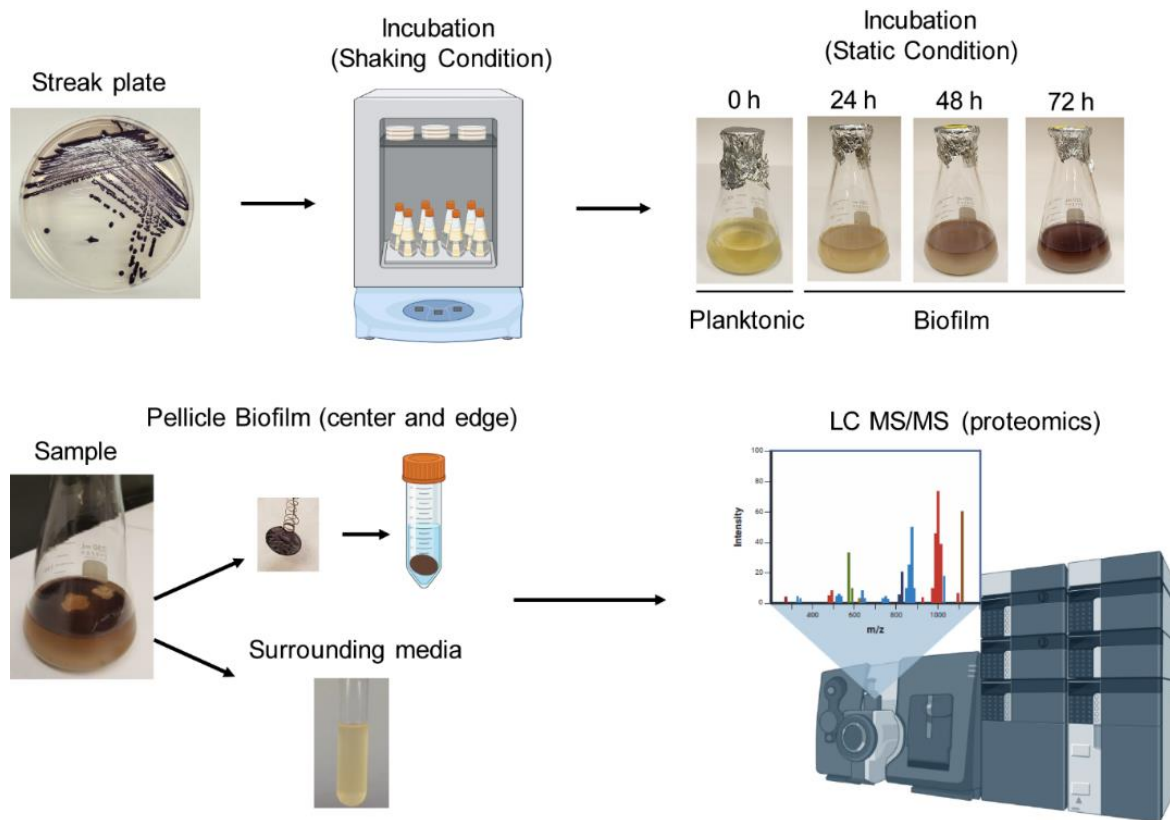 Streak plate
Incubation
(Shaking Condition)
Incubation
(Static Condition)
0 h
24 h
48 h
72 h
Planktonic
Biofilm
Pellicle Biofilm (center and edge)
Sample
Surrounding media
LC MS/MS (proteomics)
100
80
60
40
20
0
Intensity
400
600
800
1000
m/z